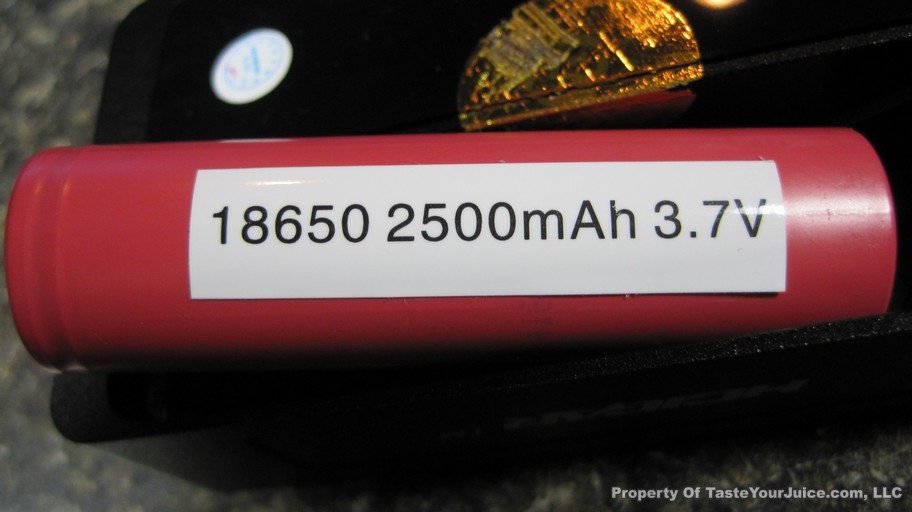 18650 2500mAh 3.7V
Property Of TasteYourJuice.com, LLC